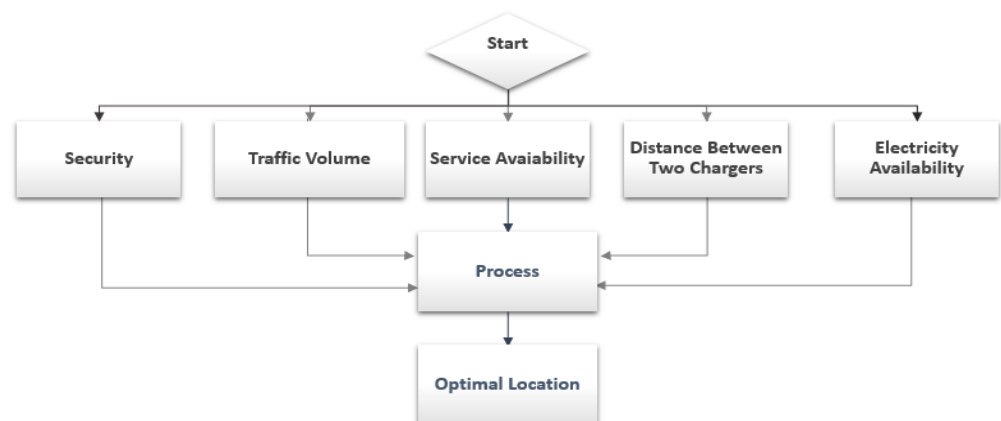 Start
Security
Traffic Volume
Service Avaiability
Distance Between
Two Chargers
Electricity
Availability
Process
Optimal Location